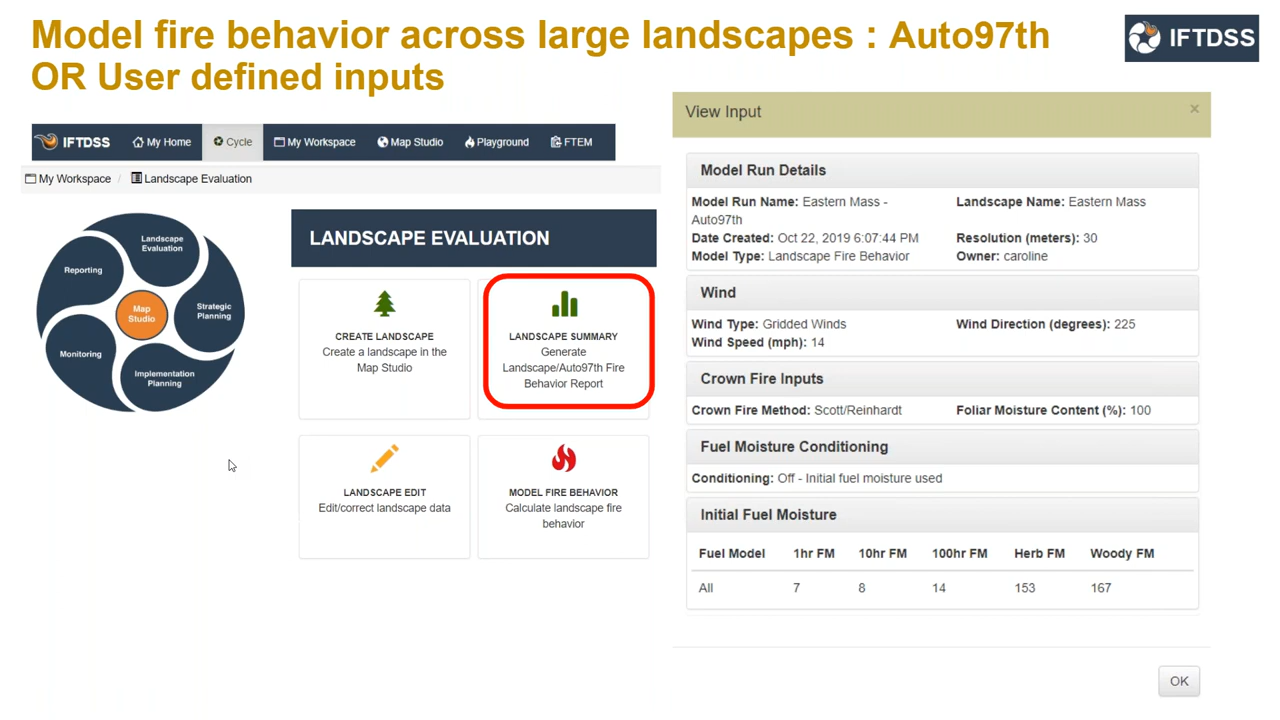 Model fire behavior across large landscapes : Auto97th
OR User defined inputs
IFTDSS
IFTDSS
My Home
Cycle
My Workspace
Map Studio
Playground
FTEM
My Workspace / Landscape Evaluation
Landscape
Evaluation
Reporting
Strategic
Planning
Map
Studio
Monitoring
Implementation
Planning
LANDSCAPE EVALUATION
CREATE LANDSCAPE
Create a landscape in the
Map Studio
LANDSCAPE SUMMARY
Generate
Landscape/Auto97th Fire
Behavior Report
LANDSCAPE EDIT
Edit/correct landscape data
MODEL FIRE BEHAVIOR
Calculate landscape fire
behavior
View Input ×
Model Run Details
Model Run Name: Eastern Mass -
Auto97th
Landscape Name: Eastern Mass
Date Created: Oct 22, 2019 6:07:44 PM
Resolution (meters): 30
Model Type: Landscape Fire Behavior
Owner: caroline
Wind
Wind Type: Gridded Winds
Wind Direction (degrees): 225
Wind Speed (mph): 14
Crown Fire Inputs
Crown Fire Method: Scott/Reinhardt
Foliar Moisture Content (%): 100
Fuel Moisture Conditioning
Conditioning: Off - Initial fuel moisture used
Initial Fuel Moisture
Fuel Model 1hr FM 10hr FM 100hr FM Herb FM Woody FM
All 7 8 14 153 167
OK